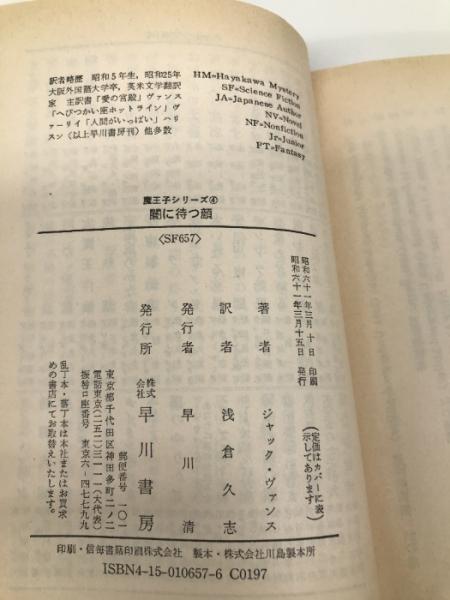 訳者略歴 昭和5年生，昭和25年
大阪外国語大学卒，英米文学翻訳
家 主訳書「愛の宮殿」ヴァンス
「へびつかい座ホットライン」ヴ
ァーリイ「人間がいっぱい」ハリ
スン（以上早川書房刊）他多数
HM=Hayakawa Mystery
SF=Science Fiction
JA=Japanese Author
NV=Novel
NF=Nonfiction
Jr=Junior
FT=Fantasy
魔王子シリーズ④
闇に待つ顔
〈SF657〉
昭和六十一年三月十日 印刷
昭和六十一年三月十五日 発行
（定価はカバーに表
示してあります）
著者 ジャック・ヴァンス
訳者 浅倉久志
発行者 早川 清
発行所 株式会社 早川書房
郵便番号 一〇一
東京都千代田区神田多町二ノ二
電話東京（二五二）三一一一（大代表）
振替口座番号 東京六－四七七九九
乱丁本・落丁本は本社またはお買求
めの書店にてお取替えいたします。
印刷・信毎書籍印刷株式会社 製本・株式会社川島製本所
ISBN4-15-010657-6 C0197